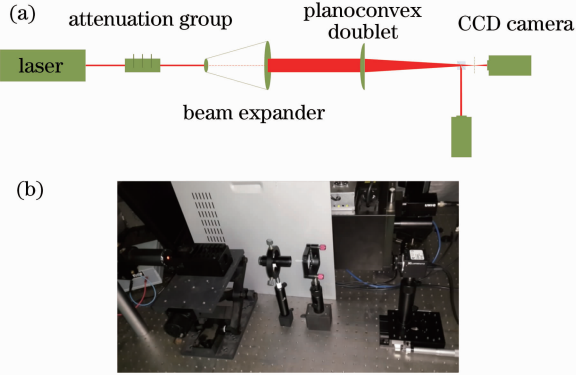 (a)
attenuation group
planoconvex
doublet
CCD camera
laser
beam expander
(b)